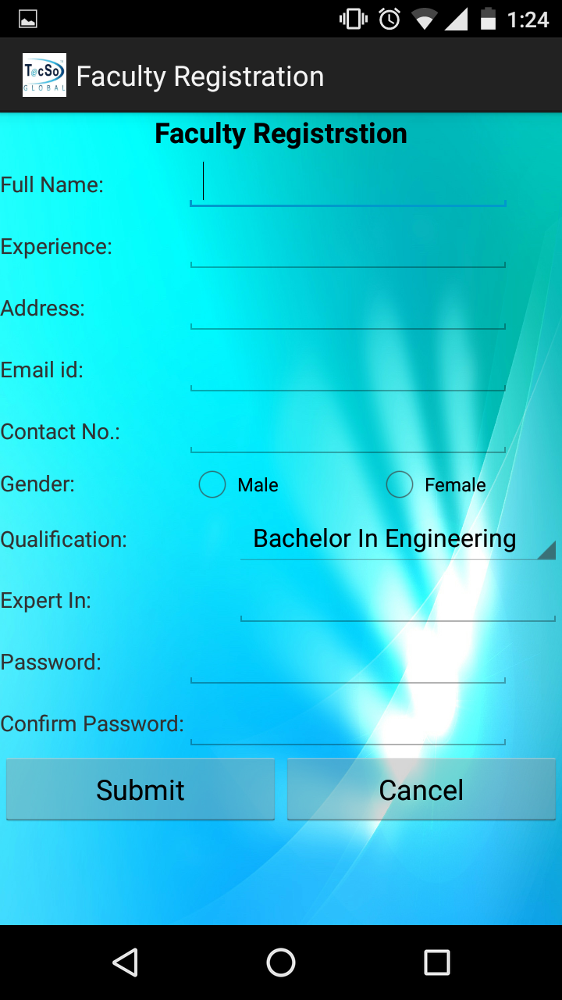 1:24
TecSo
GLOBAL
Faculty Registration
Faculty Registrstion
Full Name:
Experience:
Address:
Email id:
Contact No.:
Gender: Male Female
Qualification: Bachelor In Engineering
Expert In:
Password:
Confirm Password:
Submit Cancel